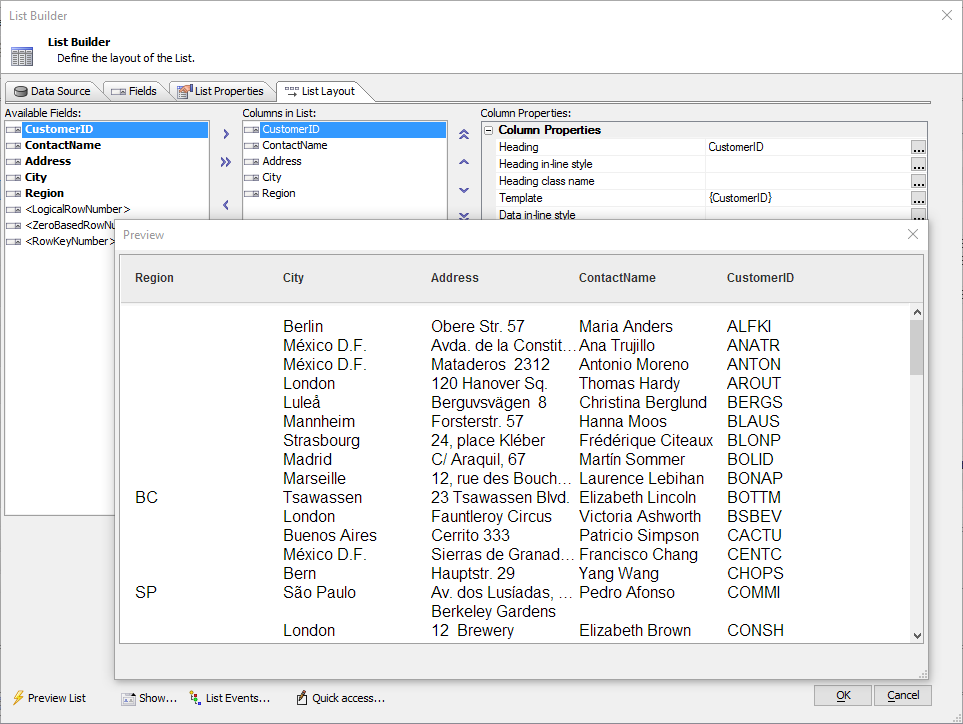 List Builder
List Builder
Define the layout of the List.
Data Source Fields List Properties List Layout
Available Fields: Columns in List: Column Properties:
CustomerID CustomerID Column Properties
ContactName ContactName Heading CustomerID ...
Address Address Heading in-line style ...
City City Heading class name ...
Region Region Template {CustomerID} ...
<LogicalRowNumber> Data in-line style
<ZeroBasedRowNu
<RowKeyNumber>
Preview
Region City Address ContactName CustomerID
Berlin Obere Str. 57 Maria Anders ALFKI
México D.F. Avda. de la Constit... Ana Trujillo ANATR
México D.F. Mataderos 2312 Antonio Moreno ANTON
London 120 Hanover Sq. Thomas Hardy AROUT
Luleå Berguvsvägen 8 Christina Berglund BERGS
Mannheim Forsterstr. 57 Hanna Moos BLAUS
Strasbourg 24, place Kléber Frédérique Citeaux BLONP
Madrid C/ Araquil, 67 Martín Sommer BOLID
Marseille 12, rue des Bouch... Laurence Lebihan BONAP
BC Tsawassen 23 Tsawassen Blvd. Elizabeth Lincoln BOTTM
London Fauntleroy Circus Victoria Ashworth BSBEV
Buenos Aires Cerrito 333 Patricio Simpson CACTU
México D.F. Sierras de Granad... Francisco Chang CENTC
Bern Hauptstr. 29 Yang Wang CHOPS
SP São Paulo Av. dos Lusíadas, ... Pedro Afonso COMMI
Berkeley Gardens
London 12 Brewery Elizabeth Brown CONSH
Preview List Show... List Events... Quick access... OK Cancel